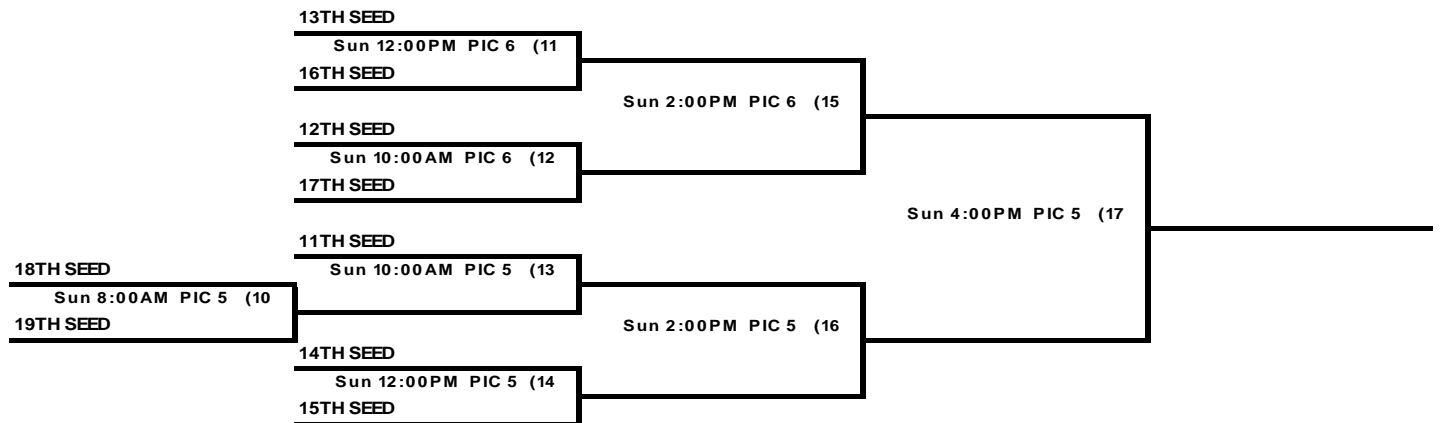 13TH SEED
Sun 12:00PM PIC 6 (11
16TH SEED
Sun 2:00PM PIC 6 (15
12TH SEED
Sun 10:00AM PIC 6 (12
17TH SEED
Sun 4:00PM PIC 5 (17
11TH SEED
18TH SEED
Sun 10:00AM PIC 5 (13
Sun 8:00AM PIC 5 (10
19TH SEED
Sun 2:00PM PIC 5 (16
14TH SEED
Sun 12:00PM PIC 5 (14
15TH SEED